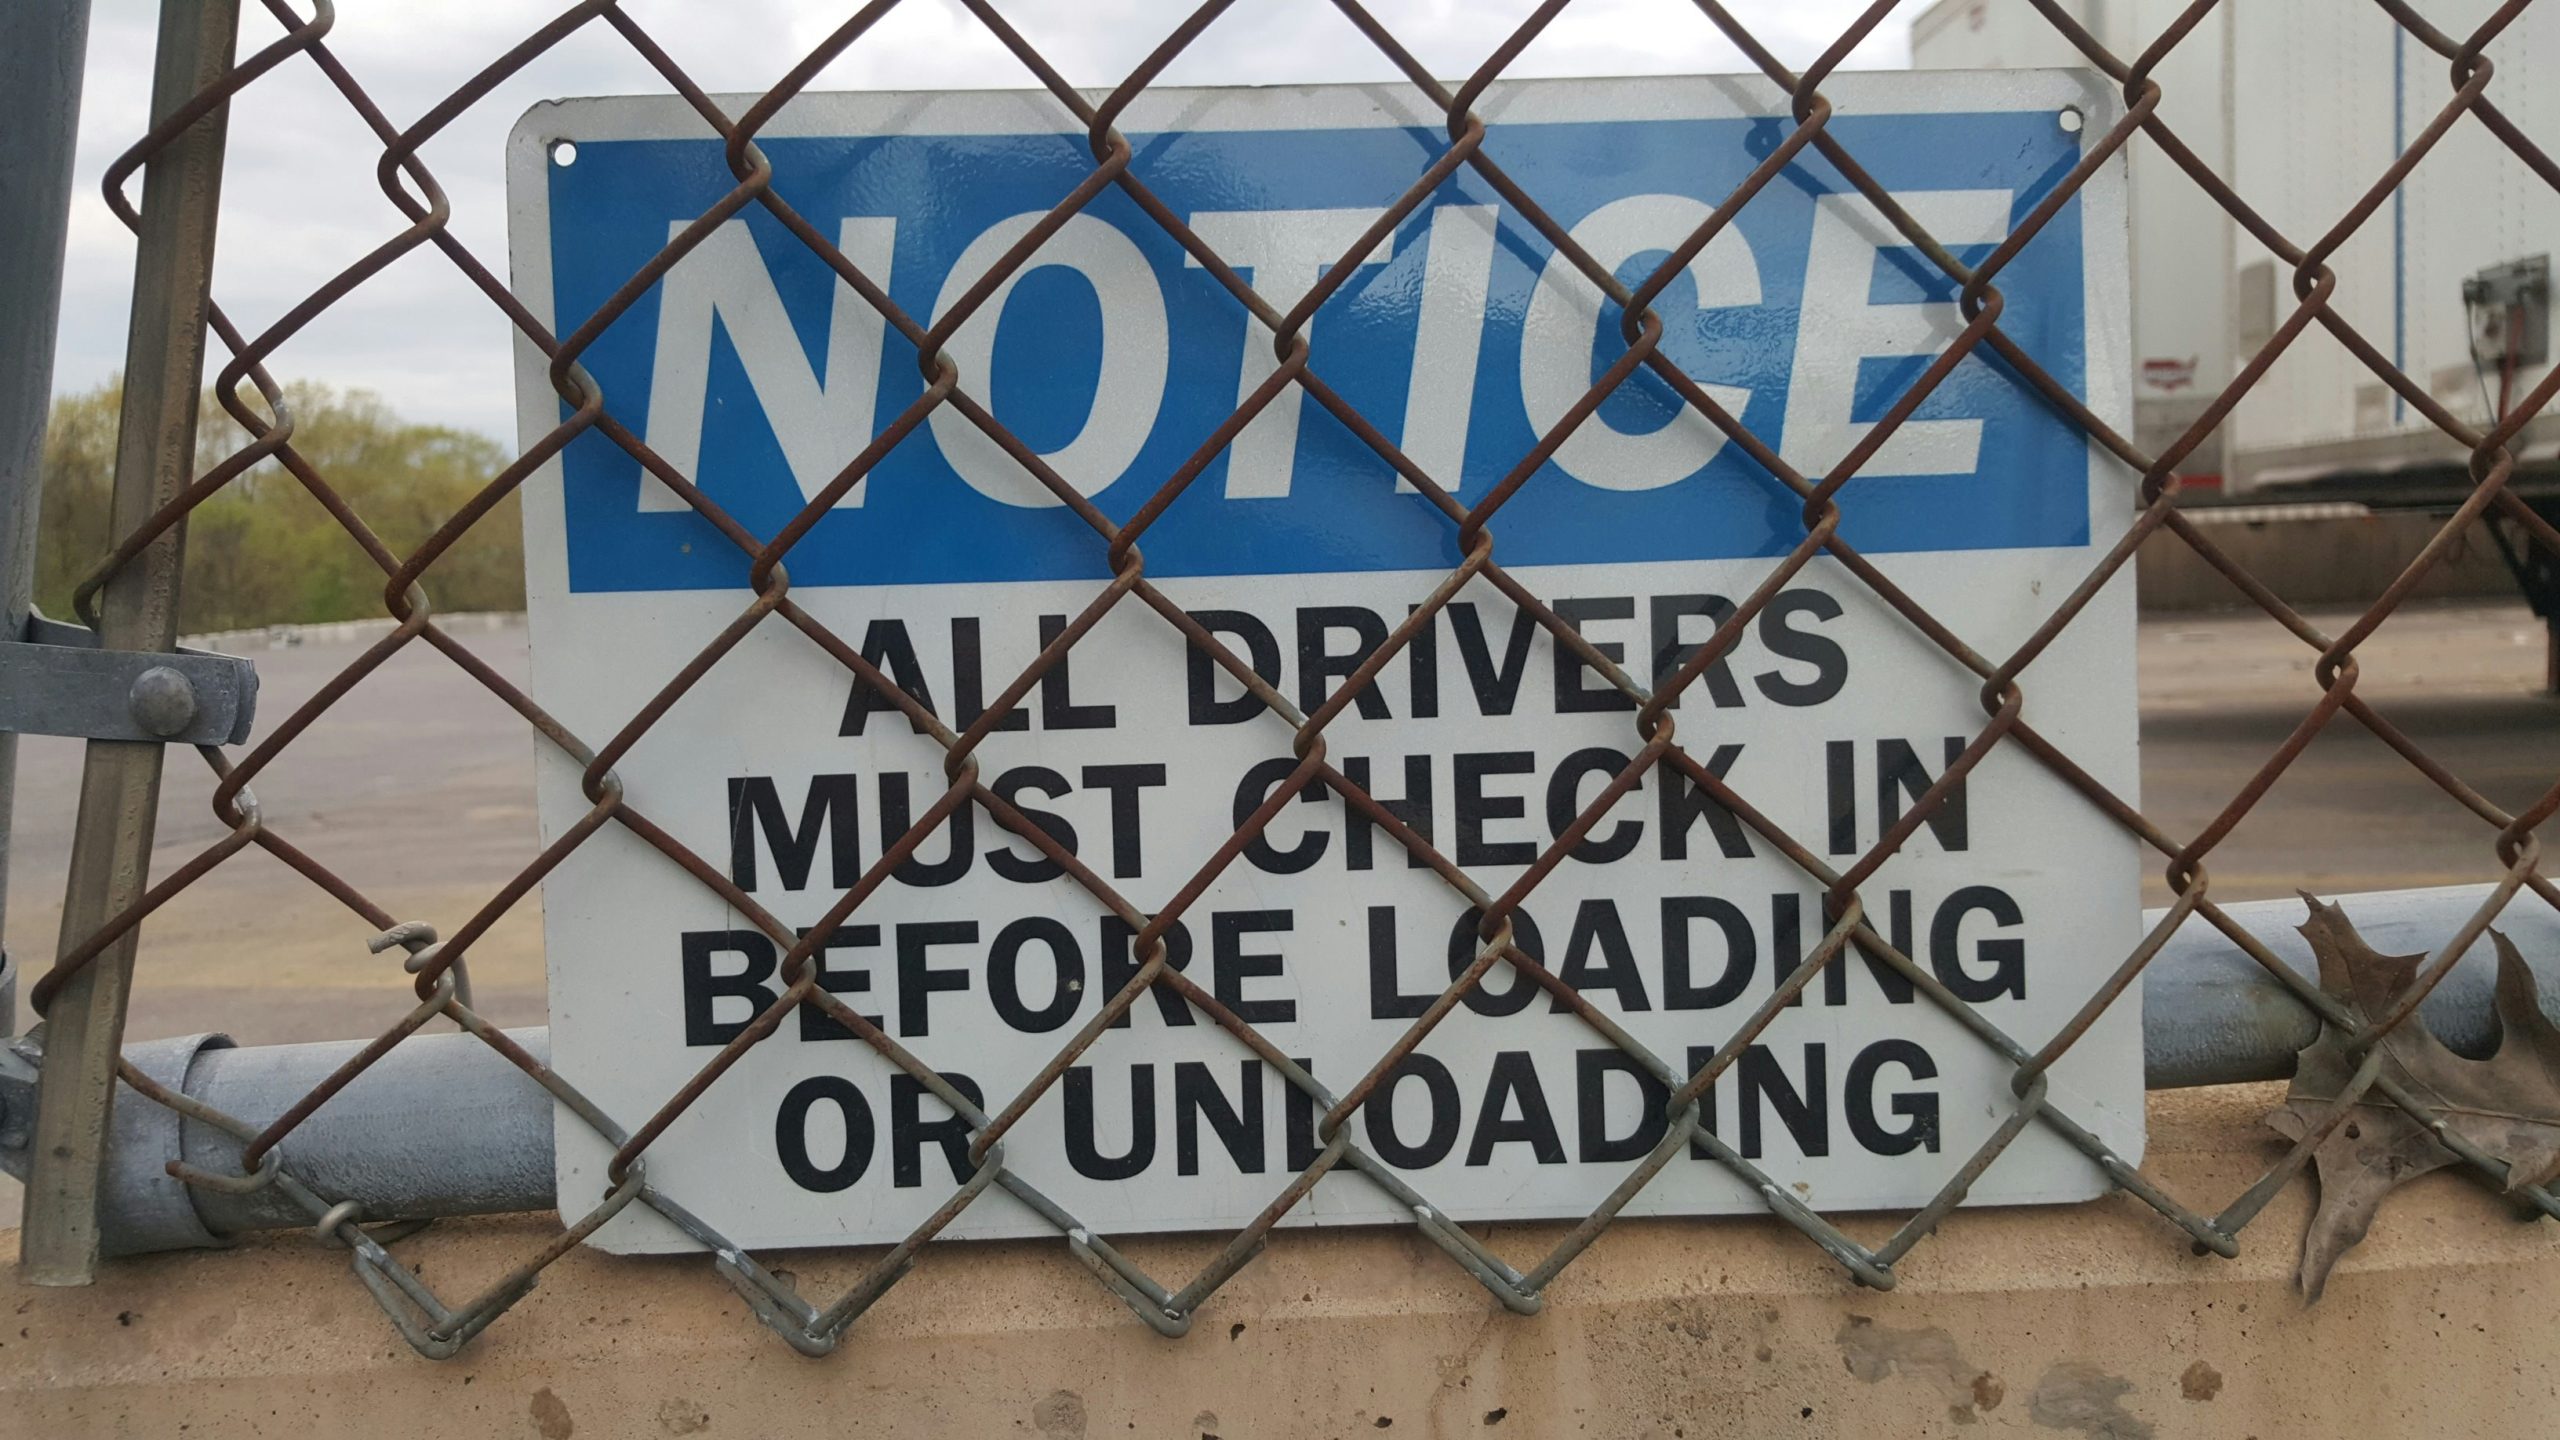 NOTICE
ALL DRIVERS
MUST CHECK IN
BEFORE LOADING
OR UNLOADING